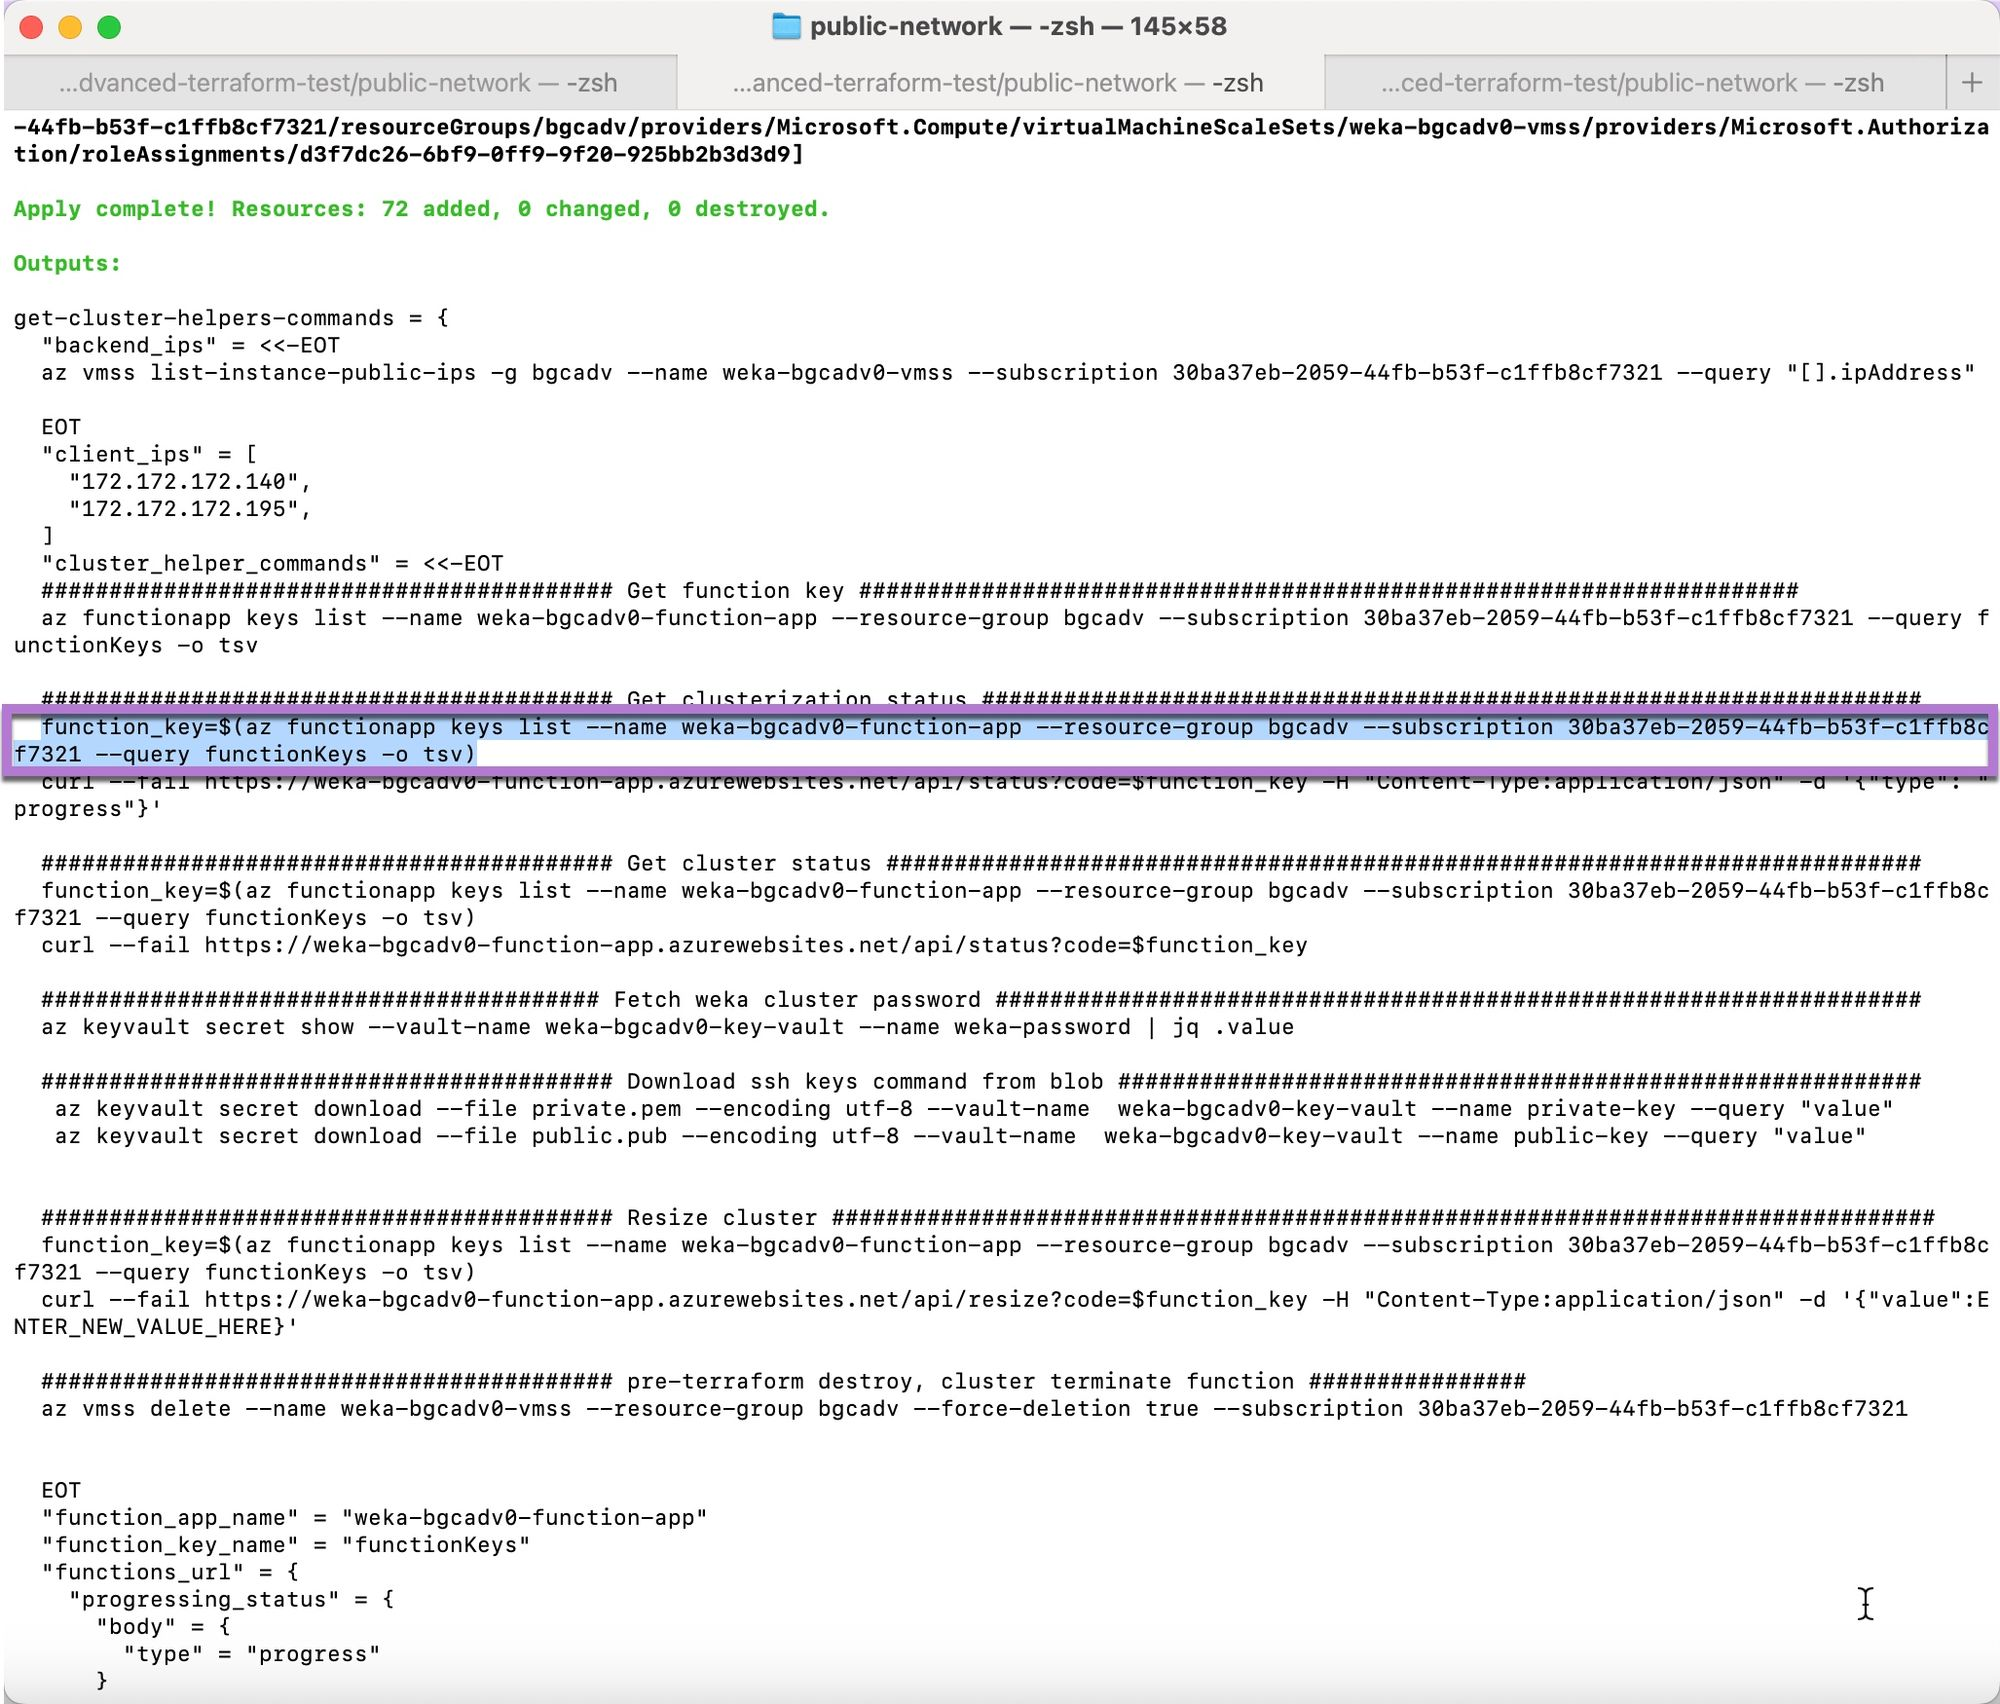 public-network — -zsh — 145×58
...dvanced-terraform-test/public-network — -zsh
...anced-terraform-test/public-network — -zsh
...ced-terraform-test/public-network — -zsh
+
-44fb-b53f-c1ffb8cf7321/resourceGroups/bgcadv/providers/Microsoft.Compute/virtualMachineScaleSets/weka-bgcadv0-vmss/providers/Microsoft.Authoriza
tion/roleAssignments/d3f7dc26-6bf9-0ff9-9f20-925bb2b3d3d9]
Apply complete! Resources: 72 added, 0 changed, 0 destroyed.
Outputs:
get-cluster-helpers-commands = {
"backend_ips" = <<-EOT
az vmss list-instance-public-ips -g bgcadv --name weka-bgcadv0-vmss --subscription 30ba37eb-2059-44fb-b53f-c1ffb8cf7321 --query "[].ipAddress"
EOT
"client_ips" = [
"172.172.172.140",
"172.172.172.195",
]
"cluster_helper_commands" = <<-EOT
########################################## Get function key #####################################################################
az functionapp keys list --name weka-bgcadv0-function-app --resource-group bgcadv --subscription 30ba37eb-2059-44fb-b53f-c1ffb8cf7321 --query f
unctionKeys -o tsv
########################################## Get clusterization status #####################################################################
function_key=$(az functionapp keys list --name weka-bgcadv0-function-app --resource-group bgcadv --subscription 30ba37eb-2059-44fb-b53f-c1ffb8c
f7321 --query functionKeys -o tsv)
curl --fail https://weka-bgcadv0-function-app.azurewebsites.net/api/status?code=$function_key -H "Content-Type:application/json" -d '{"type": "
progress"}'
########################################## Get cluster status ############################################################################
function_key=$(az functionapp keys list --name weka-bgcadv0-function-app --resource-group bgcadv --subscription 30ba37eb-2059-44fb-b53f-c1ffb8c
f7321 --query functionKeys -o tsv)
curl --fail https://weka-bgcadv0-function-app.azurewebsites.net/api/status?code=$function_key
######################################### Fetch weka cluster password ####################################################################
az keyvault secret show --vault-name weka-bgcadv0-key-vault --name weka-password | jq .value
########################################## Download ssh keys command from blob ###########################################################
az keyvault secret download --file private.pem --encoding utf-8 --vault-name  weka-bgcadv0-key-vault --name private-key --query "value"
az keyvault secret download --file public.pub --encoding utf-8 --vault-name  weka-bgcadv0-key-vault --name public-key --query "value"
########################################## Resize cluster #################################################################################
function_key=$(az functionapp keys list --name weka-bgcadv0-function-app --resource-group bgcadv --subscription 30ba37eb-2059-44fb-b53f-c1ffb8c
f7321 --query functionKeys -o tsv)
curl --fail https://weka-bgcadv0-function-app.azurewebsites.net/api/resize?code=$function_key -H "Content-Type:application/json" -d '{"value":E
NTER_NEW_VALUE_HERE}'
########################################## pre-terraform destroy, cluster terminate function ################
az vmss delete --name weka-bgcadv0-vmss --resource-group bgcadv --force-deletion true --subscription 30ba37eb-2059-44fb-b53f-c1ffb8cf7321
EOT
"function_app_name" = "weka-bgcadv0-function-app"
"function_key_name" = "functionKeys"
"functions_url" = {
"progressing_status" = {
"body" = {
"type" = "progress"
}